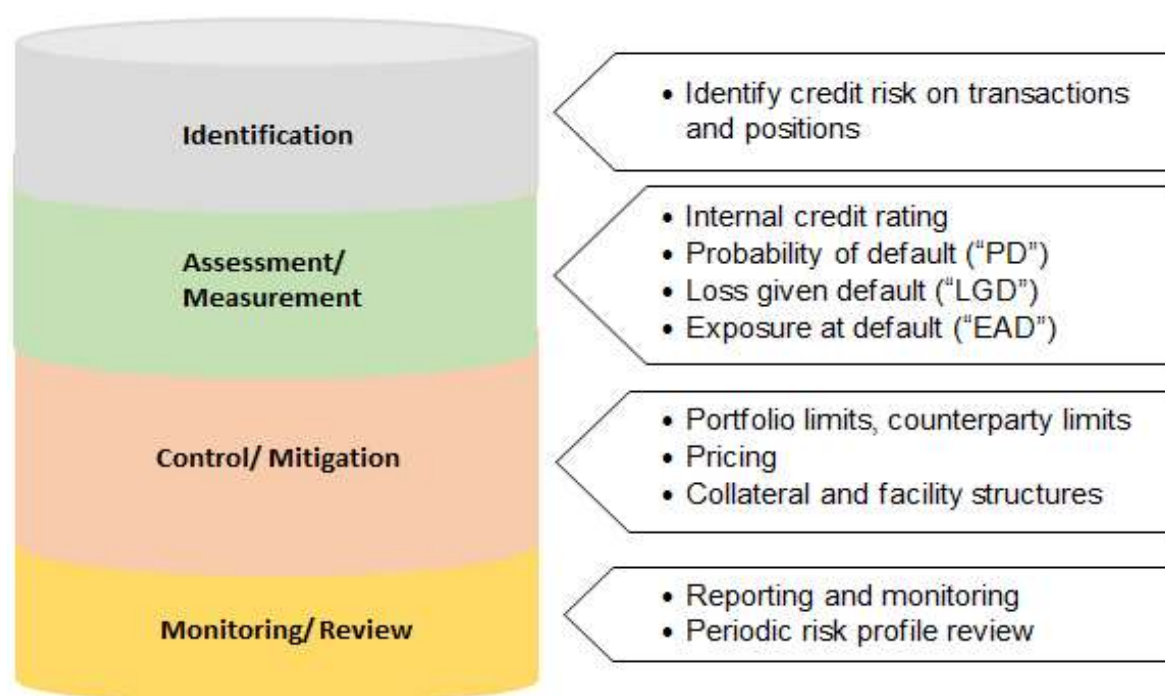 Identification
• Identify credit risk on transactions
and positions
Assessment/
Measurement
• Internal credit rating
• Probability of default (“PD”)
• Loss given default (“LGD”)
• Exposure at default (“EAD”)
Control/ Mitigation
• Portfolio limits, counterparty limits
• Pricing
• Collateral and facility structures
Monitoring/ Review
• Reporting and monitoring
• Periodic risk profile review